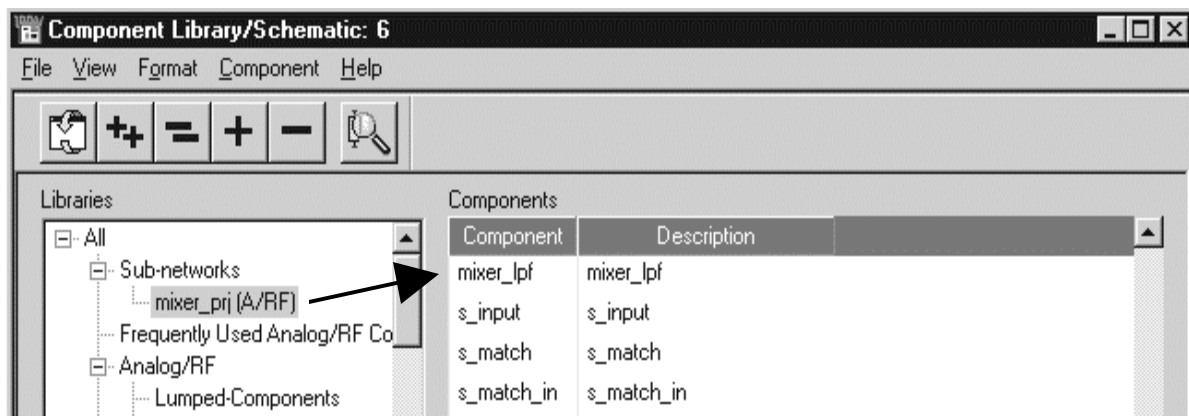 Component Library/Schematic: 6
File View Format Component Help
Libraries
All
Sub-networks
mixer_prj (A/RF)
Frequently Used Analog/RF Co
Analog/RF
Lumped-Components
Components
Component Description
mixer_lpf mixer_lpf
s_input s_input
s_match s_match
s_match_in s_match_in